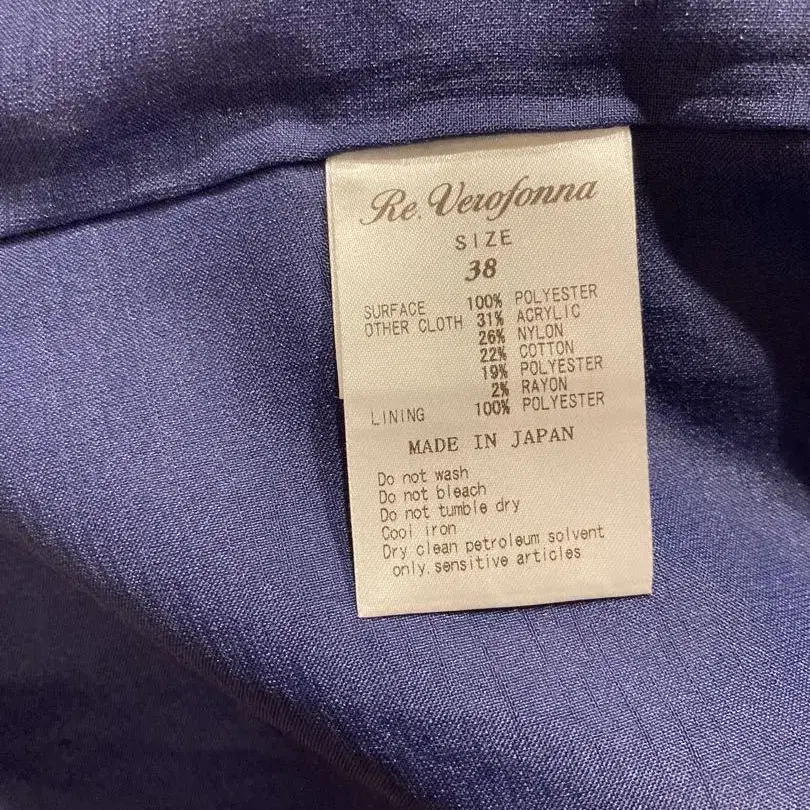 Re. Verofonna
SIZE
38
SURFACE 100% POLYESTER
OTHER CLOTH 31% ACRYLIC
26% NYLON
22% COTTON
19% POLYESTER
2% RAYON
LINING 100% POLYESTER
MADE IN JAPAN
Do not wash
Do not bleach
Do not tumble dry
Cool iron
Dry clean petroleum solvent
only.sensitive articles